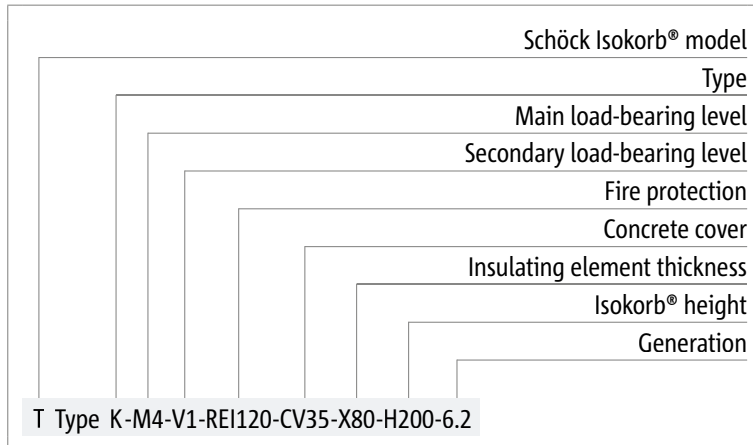 Schöck Isokorb® model
Type
Main load-bearing level
Secondary load-bearing level
Fire protection
Concrete cover
Insulating element thickness
Isokorb® height
Generation
T Type K-M4-V1-REI120-CV35-X80-H200-6.2